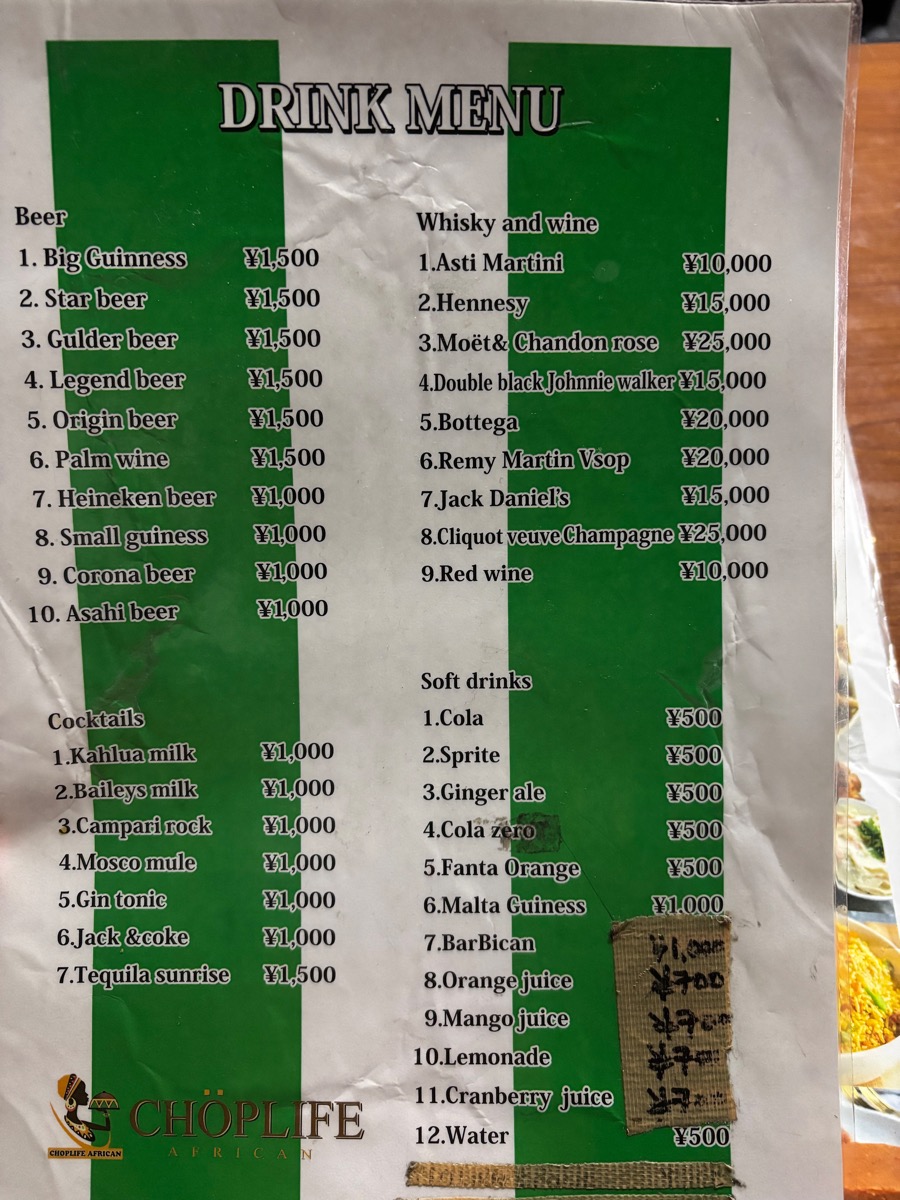 DRINK MENU
Beer
1. Big Guinness ¥1,500
2. Star beer ¥1,500
3. Gulder beer ¥1,500
4. Legend beer ¥1,500
5. Origin beer ¥1,500
6. Palm wine ¥1,500
7. Heineken beer ¥1,000
8. Small guiness ¥1,000
9. Corona beer ¥1,000
10. Asahi beer ¥1,000
Cocktails
1.Kahlua milk ¥1,000
2.Baileys milk ¥1,000
3.Campari rock ¥1,000
4.Mosco mule ¥1,000
5.Gin tonic ¥1,000
6.Jack &coke ¥1,000
7.Tequila sunrise ¥1,500
Whisky and wine
1.Asti Martini ¥10,000
2.Hennesy ¥15,000
3.Moët& Chandon rose ¥25,000
4.Double black Johnnie walker ¥15,000
5.Bottega ¥20,000
6.Remy Martin Vsop ¥20,000
7.Jack Daniel's ¥15,000
8.Cliquot veuve Champagne ¥25,000
9.Red wine ¥10,000
Soft drinks
1.Cola ¥500
2.Sprite ¥500
3.Ginger ale ¥500
4.Cola zero ¥500
5.Fanta Orange ¥500
6.Malta Guiness ¥1,000
7.BarBican ¥1,000
8.Orange juice ¥700
9.Mango juice ¥700
10.Lemonade
11.Cranberry juice
12.Water ¥500
CHOPLIFE AFRICAN
CHÖPLIFE
AFRICAN